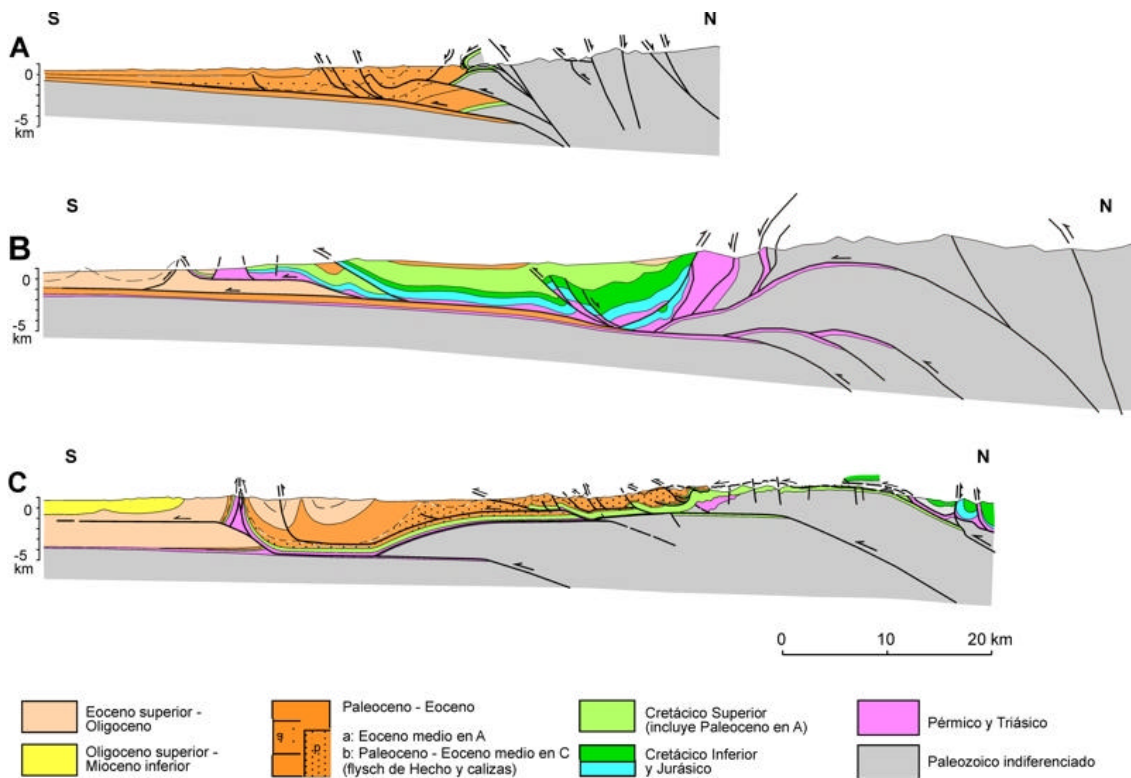 S
N
A
0
-5
km
S
N
B
0
-5
km
S
N
C
0
-5
km
0
10
20 km
Eoceno superior -
Oligoceno
Oligoceno superior -
Mioceno inferior
Paleoceno - Eoceno
a: Eoceno medio en A
b: Paleoceno - Eoceno medio en C
(flysch de Hecho y calizas)
Cretácico Superior
(incluye Paleoceno en A)
Cretácico Inferior
y Jurásico
Pérmico y Triásico
Paleozoico indiferenciado